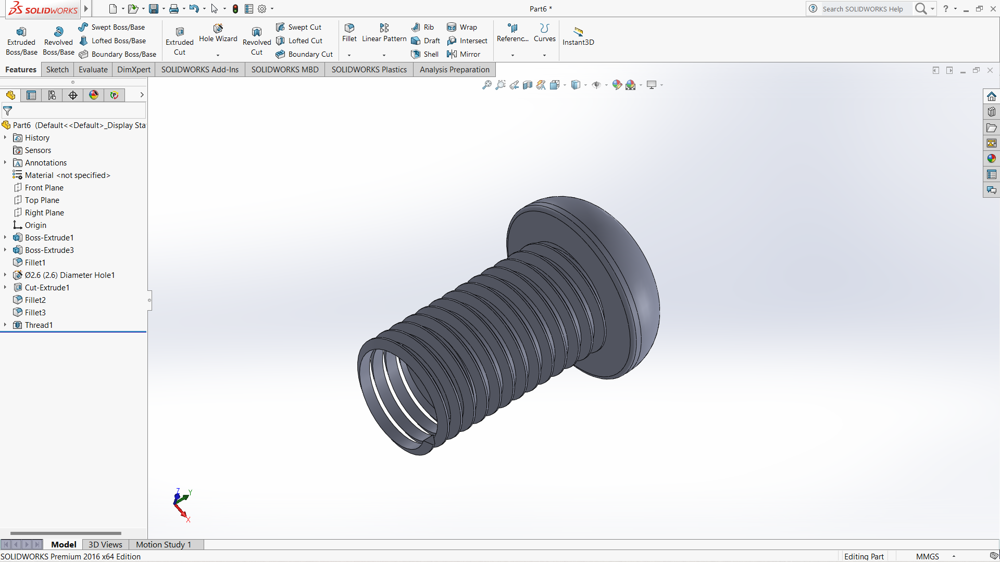 SOLIDWORKS
Part6 *
Search SOLIDWORKS Help
?
Extruded Boss/Base
Revolved Boss/Base
Swept Boss/Base
Lofted Boss/Base
Boundary Boss/Base
Extruded Cut
Hole Wizard
Revolved Cut
Swept Cut
Lofted Cut
Boundary Cut
Fillet
Linear Pattern
Rib
Draft
Shell
Wrap
Intersect
Mirror
Referenc...
Curves
Instant3D
Features
Sketch
Evaluate
DimXpert
SOLIDWORKS Add-Ins
SOLIDWORKS MBD
SOLIDWORKS Plastics
Analysis Preparation
Part6 (Default<<Default>_Display Sta
History
Sensors
Annotations
Material <not specified>
Front Plane
Top Plane
Right Plane
Origin
Boss-Extrude1
Boss-Extrude3
Fillet1
Ø2.6 (2.6) Diameter Hole1
Cut-Extrude1
Fillet2
Fillet3
Thread1
Z
Y
X
Model
3D Views
Motion Study 1
SOLIDWORKS Premium 2016 x64 Edition
Editing Part
MMGS